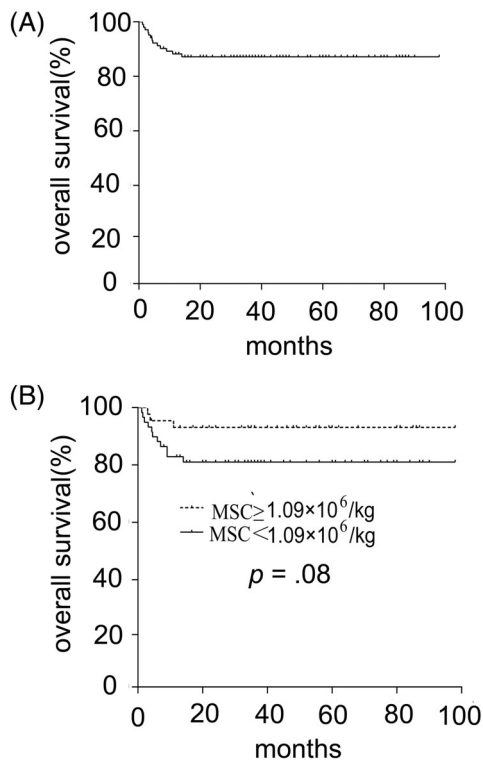 (A)
overall survival(%)
100
80
60
40
20
0
0 20 40 60 80 100
months
(B)
overall survival(%)
100
80
60
40
20
0
MSC≥1.09×10⁶/kg
MSC<1.09×10⁶/kg
p = .08
0 20 40 60 80 100
months